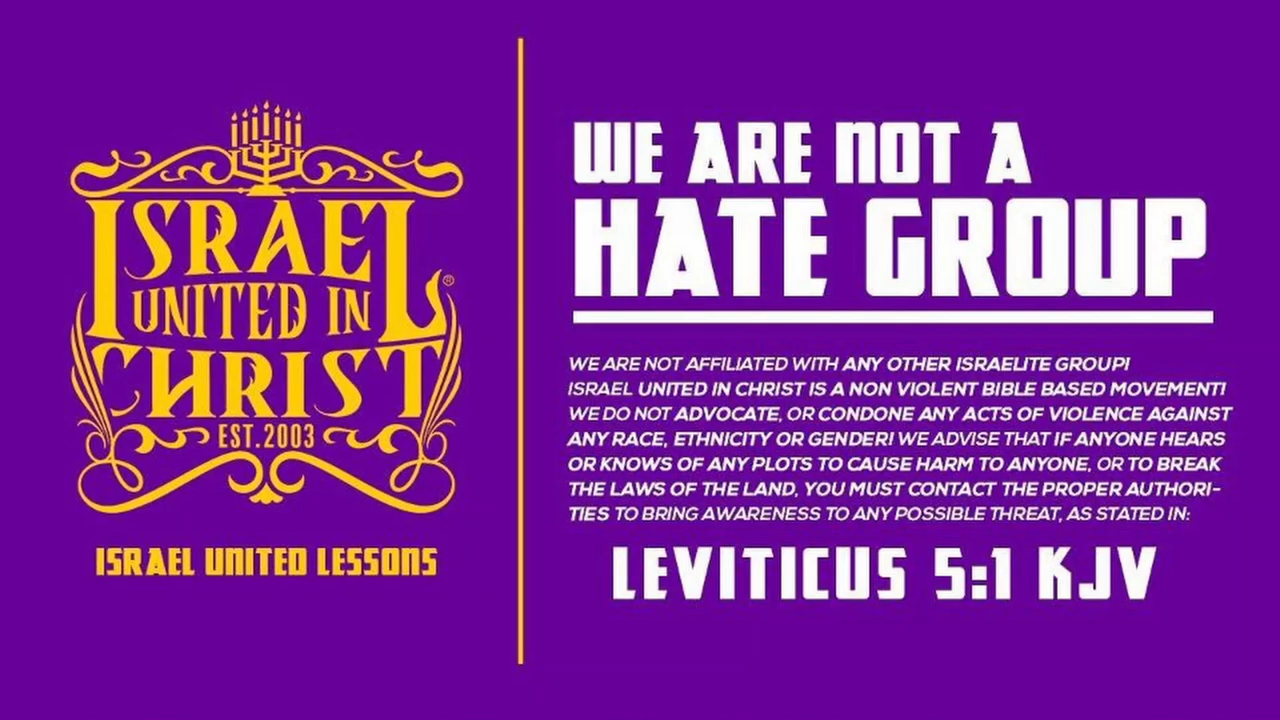 ISRAEL
UNITED IN
CHRIST
®
EST.2003
ISRAEL UNITED LESSONS
WE ARE NOT A
HATE GROUP
WE ARE NOT AFFILIATED WITH ANY OTHER ISRAELITE GROUP!
ISRAEL UNITED IN CHRIST IS A NON VIOLENT BIBLE BASED MOVEMENT!
WE DO NOT ADVOCATE, OR CONDONE ANY ACTS OF VIOLENCE AGAINST
ANY RACE, ETHNICITY OR GENDER! WE ADVISE THAT IF ANYONE HEARS
OR KNOWS OF ANY PLOTS TO CAUSE HARM TO ANYONE, OR TO BREAK
THE LAWS OF THE LAND, YOU MUST CONTACT THE PROPER AUTHORI-
TIES TO BRING AWARENESS TO ANY POSSIBLE THREAT, AS STATED IN:
LEVITICUS 5:1 KJV